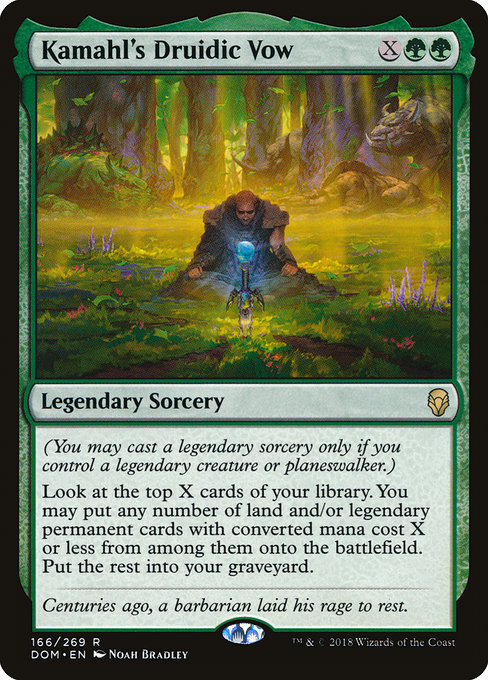 Kamahl's Druidic Vow X
Legendary Sorcery
(You may cast a legendary sorcery only if you
control a legendary creature or planeswalker.)
Look at the top X cards of your library. You
may put any number of land and/or legendary
permanent cards with converted mana cost X
or less from among them onto the battlefield.
Put the rest into your graveyard.
Centuries ago, a barbarian laid his rage to rest.
166/269 R
DOM • EN Noah Bradley
™ & © 2018 Wizards of the Coast